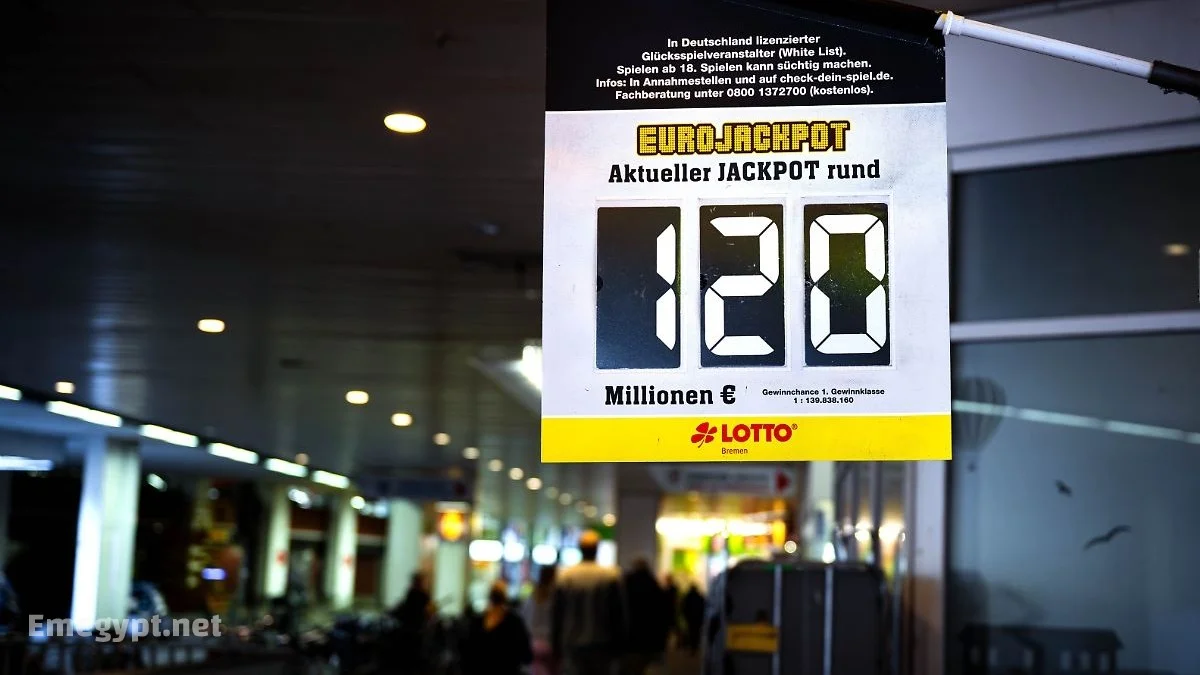 In Deutschland lizenzierter
Glücksspielveranstalter (White List).
Spielen ab 18. Spielen kann süchtig machen.
Infos: In Annahmestellen und auf check-dein-spiel.de.
Fachberatung unter 0800 1372700 (kostenlos).
EUROJACKPOT
Aktueller JACKPOT rund
120
Millionen €
Gewinnchance 1. Gewinnklasse
1 : 139.838.160
LOTTO®
Bremen
Emegypt.net